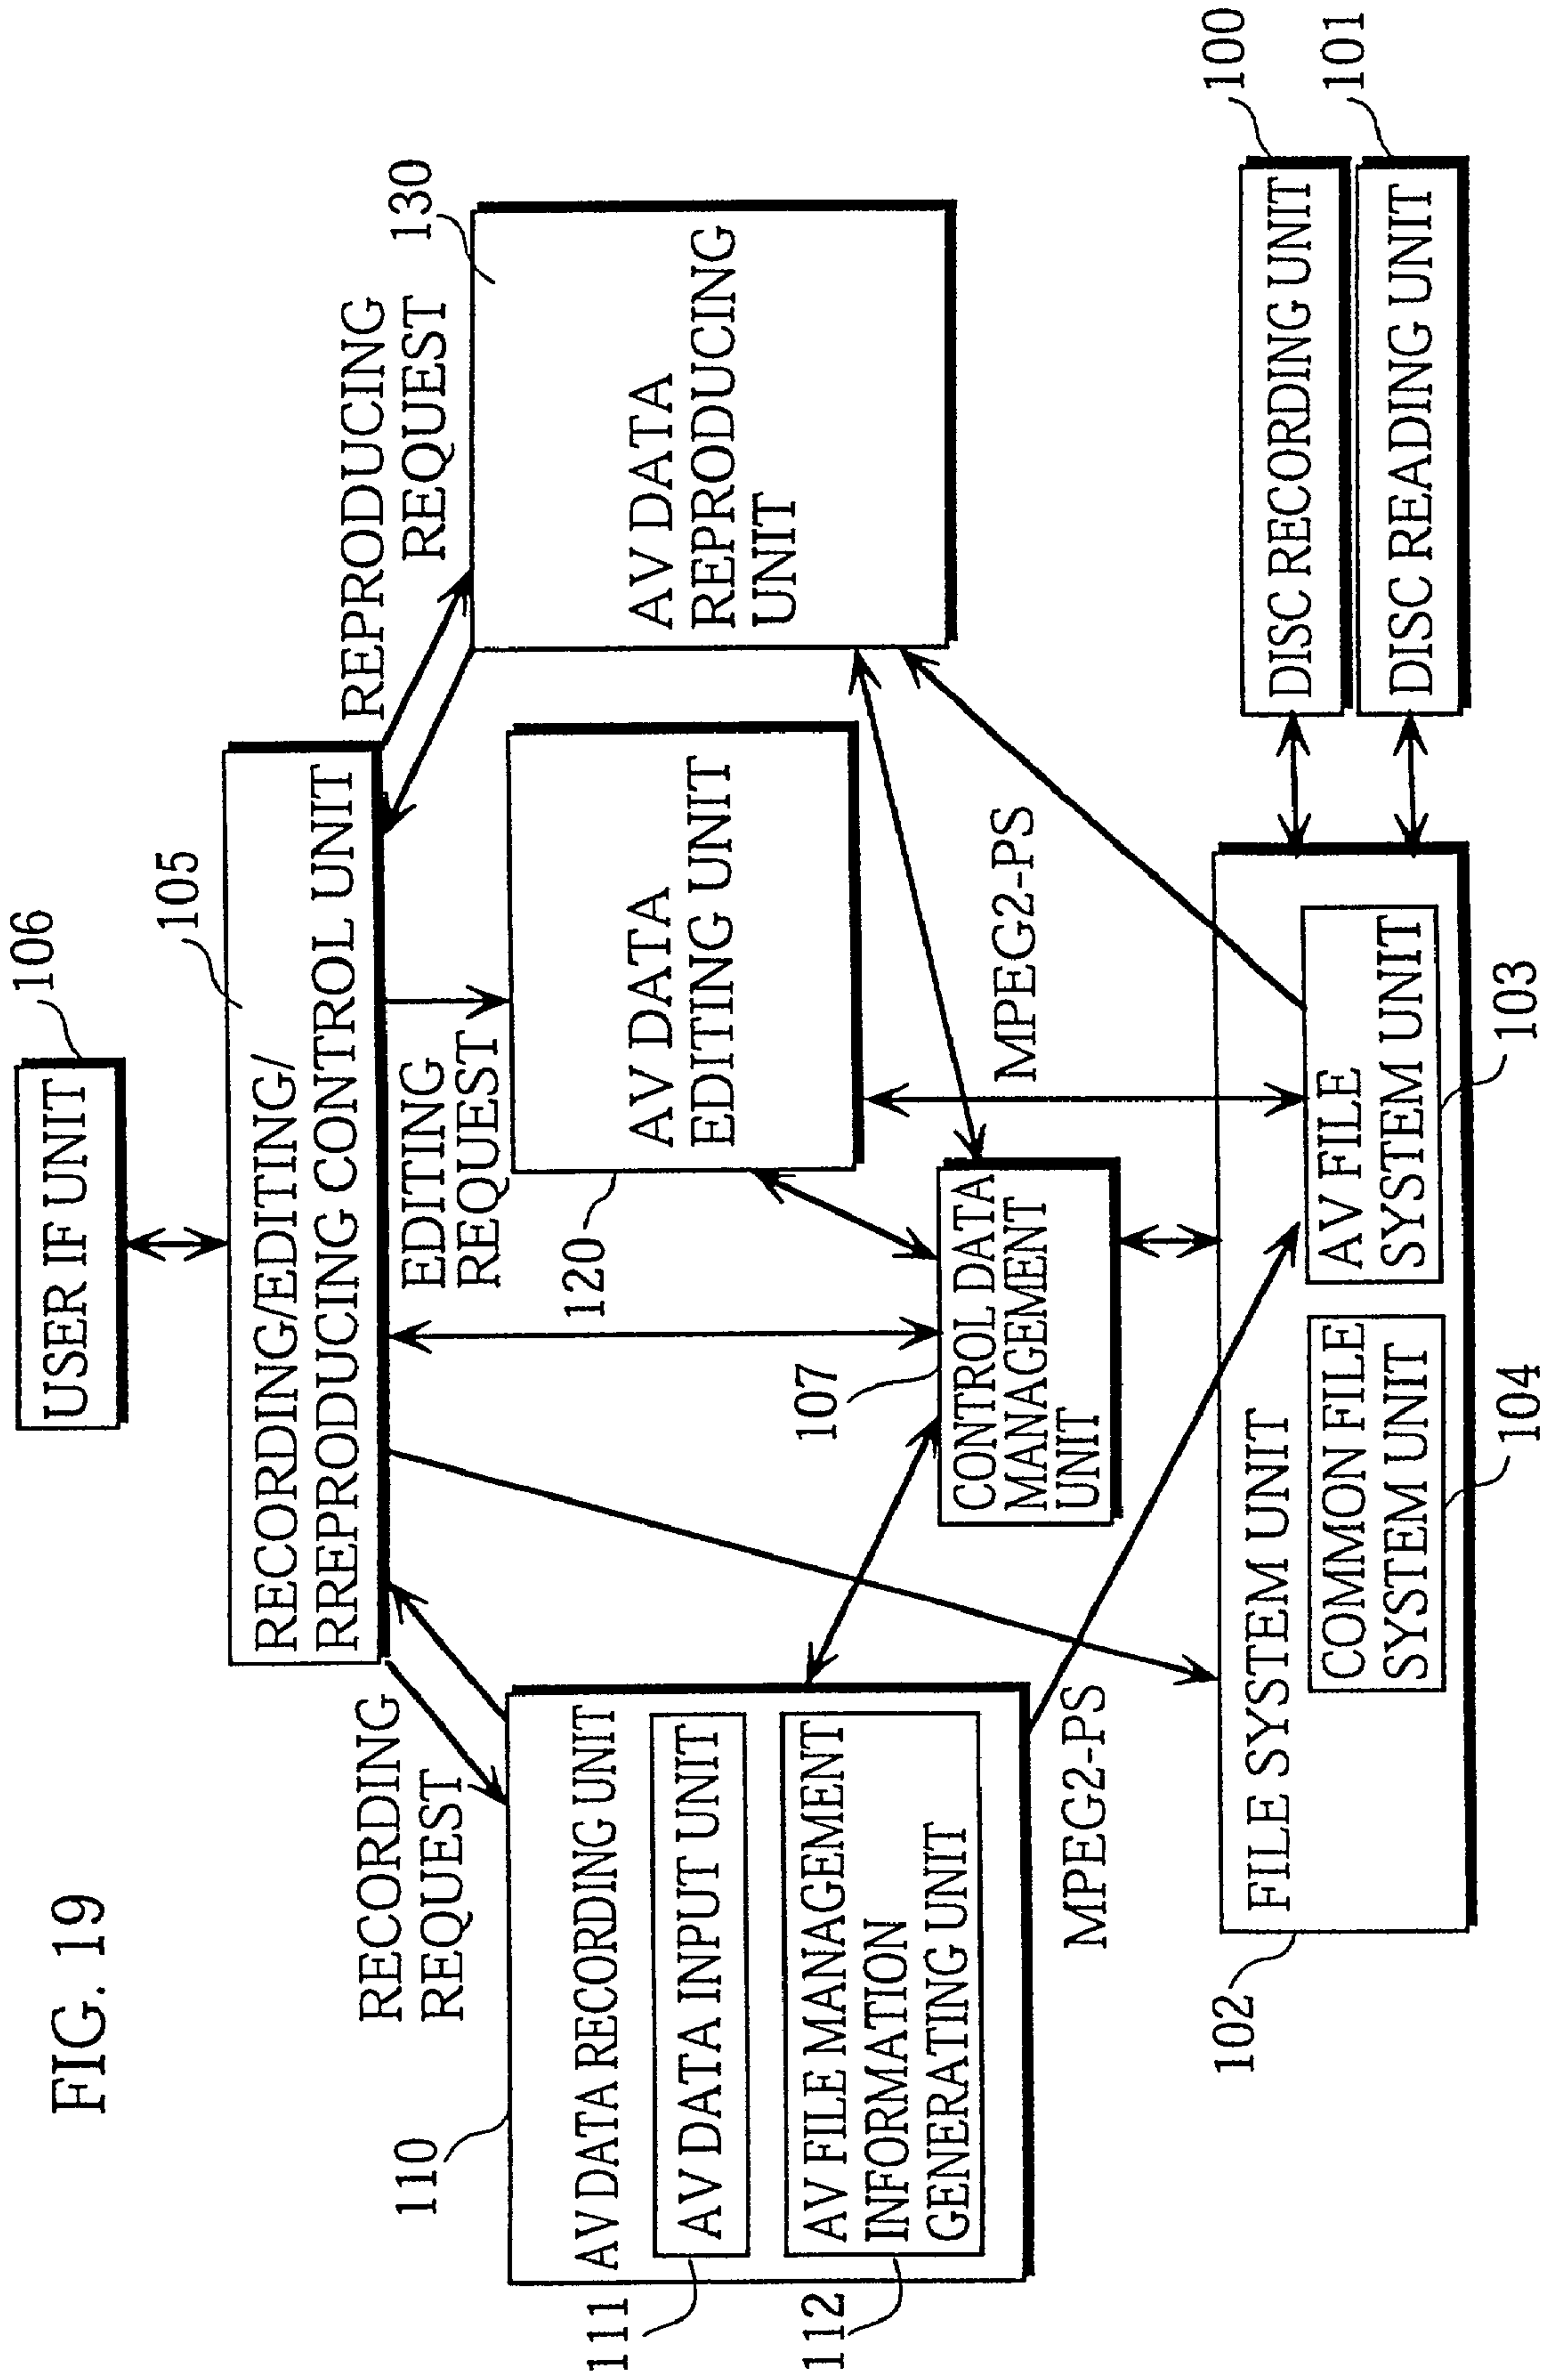 FIG. 19
USER IF UNIT
106
RECORDING/EDITING/
RREPRODUCING CONTROL UNIT
105
RECORDING
REQUEST
EDITING
REQUEST
REPRODUCING
REQUEST
110
AV DATA RECORDING UNIT
111
AV DATA INPUT UNIT
112
AV FILE MANAGEMENT
INFORMATION
GENERATING UNIT
120
AV DATA
EDITING UNIT
130
AV DATA
REPRODUCING
UNIT
107
CONTROL DATA
MANAGEMENT
UNIT
MPEG2-PS
MPEG2-PS
102
FILE SYSTEM UNIT
COMMON FILE
SYSTEM UNIT
104
AV FILE
SYSTEM UNIT
103
DISC RECORDING UNIT
100
DISC READING UNIT
101